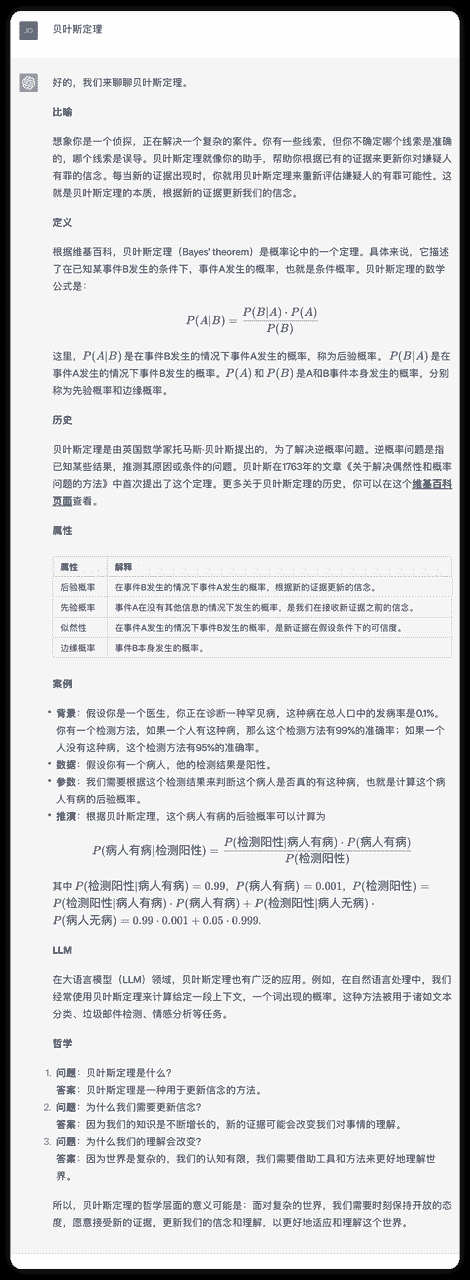 JO
贝叶斯定理
好的，我们来聊聊贝叶斯定理。
比喻
想象你是一个侦探，正在解决一个复杂的案件。你有一些线索，但你不确定哪个线索是准确
的，哪个线索是误导。贝叶斯定理就像你的助手，帮助你根据已有的证据来更新你对嫌疑人
有罪的信念。每当新的证据出现时，你就用贝叶斯定理来重新评估嫌疑人的有罪可能性。这
就是贝叶斯定理的本质，根据新的证据更新我们的信念。
定义
根据维基百科，贝叶斯定理（Bayes' theorem）是概率论中的一个定理。具体来说，它描述
了在已知某事件B发生的条件下，事件A发生的概率，也就是条件概率。贝叶斯定理的数学
公式是：
P(A|B) = P(B|A) · P(A) / P(B)
这里，P(A|B) 是在事件B发生的情况下事件A发生的概率，称为后验概率。P(B|A) 是在
事件A发生的情况下事件B发生的概率。P(A) 和 P(B) 是A和B事件本身发生的概率，分别
称为先验概率和边缘概率。
历史
贝叶斯定理是由英国数学家托马斯·贝叶斯提出的，为了解决逆概率问题。逆概率问题是指
已知某些结果，推测其原因或条件的问题。贝叶斯在1763年的文章《关于解决偶然性和概率
问题的方法》中首次提出了这个定理。更多关于贝叶斯定理的历史，你可以在这个维基百科
页面查看。
属性
属性 解释
后验概率 在事件B发生的情况下事件A发生的概率，根据新的证据更新的信念。
先验概率 事件A在没有其他信息的情况下发生的概率，是我们在接收新证据之前的信念。
似然性 在事件A发生的情况下事件B发生的概率，是新证据在假设条件下的可信度。
边缘概率 事件B本身发生的概率。
案例
• 背景：假设你是一个医生，你正在诊断一种罕见病，这种病在总人口中的发病率是0.1%。
你有一个检测方法，如果一个人有这种病，那么这个检测方法有99%的准确率；如果一个
人没有这种病，这个检测方法有95%的准确率。
• 数据：假设你有一个病人，他的检测结果是阳性。
• 参数：我们需要根据这个检测结果来判断这个病人是否真的有这种病，也就是计算这个病
人有病的后验概率。
• 推演：根据贝叶斯定理，这个病人有病的后验概率可以计算为
P(病人有病|检测阳性) = P(检测阳性|病人有病) · P(病人有病) / P(检测阳性)
其中 P(检测阳性|病人有病) = 0.99，P(病人有病) = 0.001，P(检测阳性) =
P(检测阳性|病人有病) · P(病人有病) + P(检测阳性|病人无病) ·
P(病人无病) = 0.99 · 0.001 + 0.05 · 0.999.
LLM
在大语言模型（LLM）领域，贝叶斯定理也有广泛的应用。例如，在自然语言处理中，我们
经常使用贝叶斯定理来计算给定一段上下文，一个词出现的概率。这种方法被用于诸如文本
分类、垃圾邮件检测、情感分析等任务。
哲学
1. 问题：贝叶斯定理是什么？
答案：贝叶斯定理是一种用于更新信念的方法。
2. 问题：为什么我们需要更新信念？
答案：因为我们的知识是不断增长的，新的证据可能会改变我们对事情的理解。
3. 问题：为什么我们的理解会改变？
答案：因为世界是复杂的，我们的认知有限，我们需要借助工具和方法来更好地理解世
界。
所以，贝叶斯定理的哲学层面的意义可能是：面对复杂的世界，我们需要时刻保持开放的态
度，愿意接受新的证据，更新我们的信念和理解，以更好地适应和理解这个世界。